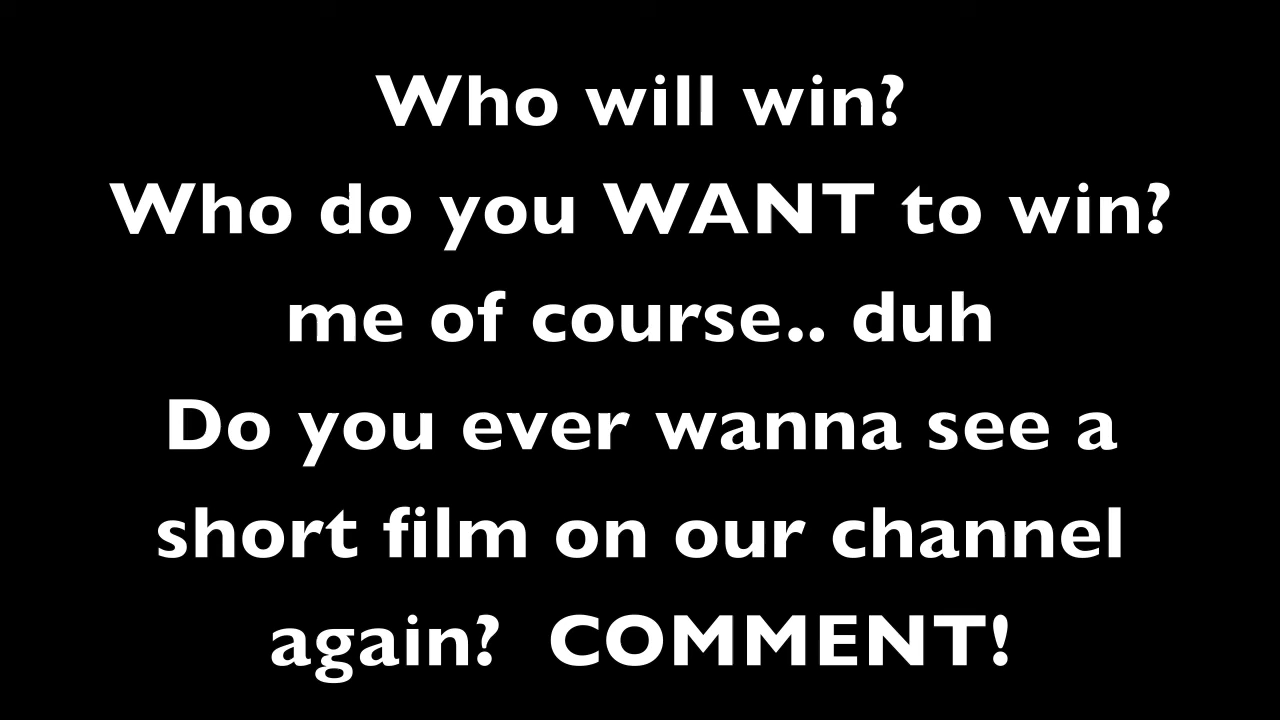 Who will win?
Who do you WANT to win?
me of course.. duh
Do you ever wanna see a
short film on our channel
again?  COMMENT!